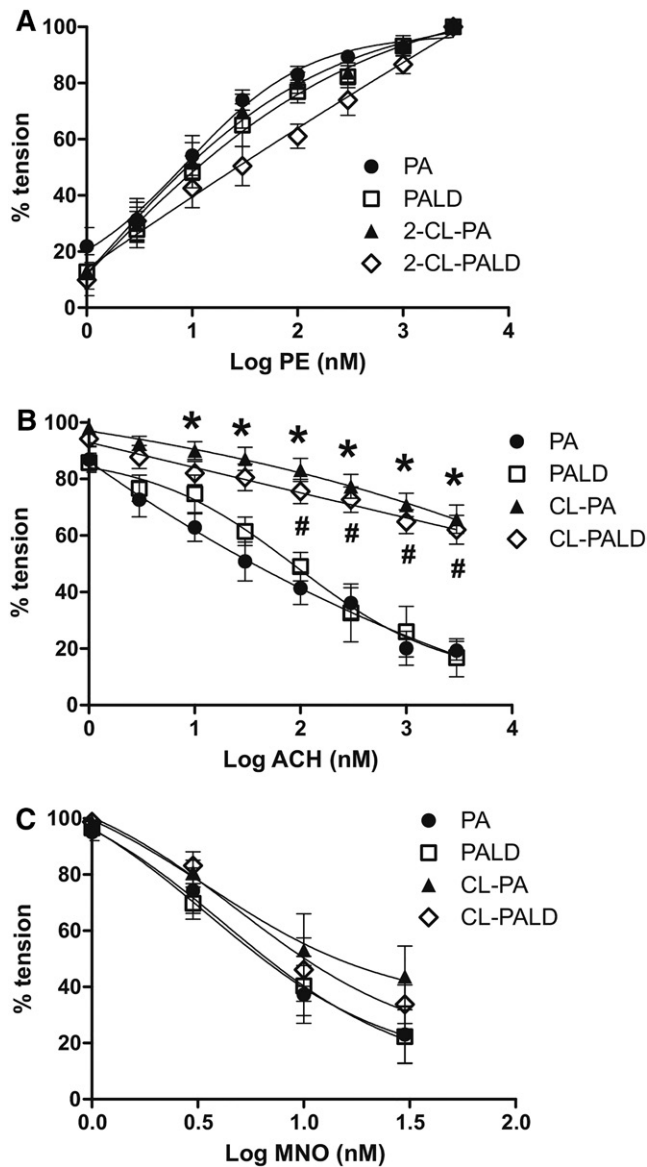 A
% tension
100
80
60
40
20
0
0 1 2 3 4
Log PE (nM)
PA
PALD
2-CL-PA
2-CL-PALD
B
% tension
100
80
60
40
20
0
* * * * * *
# # # #
0 1 2 3 4
Log ACH (nM)
PA
PALD
CL-PA
CL-PALD
C
% tension
100
80
60
40
20
0
0.0 0.5 1.0 1.5 2.0
Log MNO (nM)
PA
PALD
CL-PA
CL-PALD